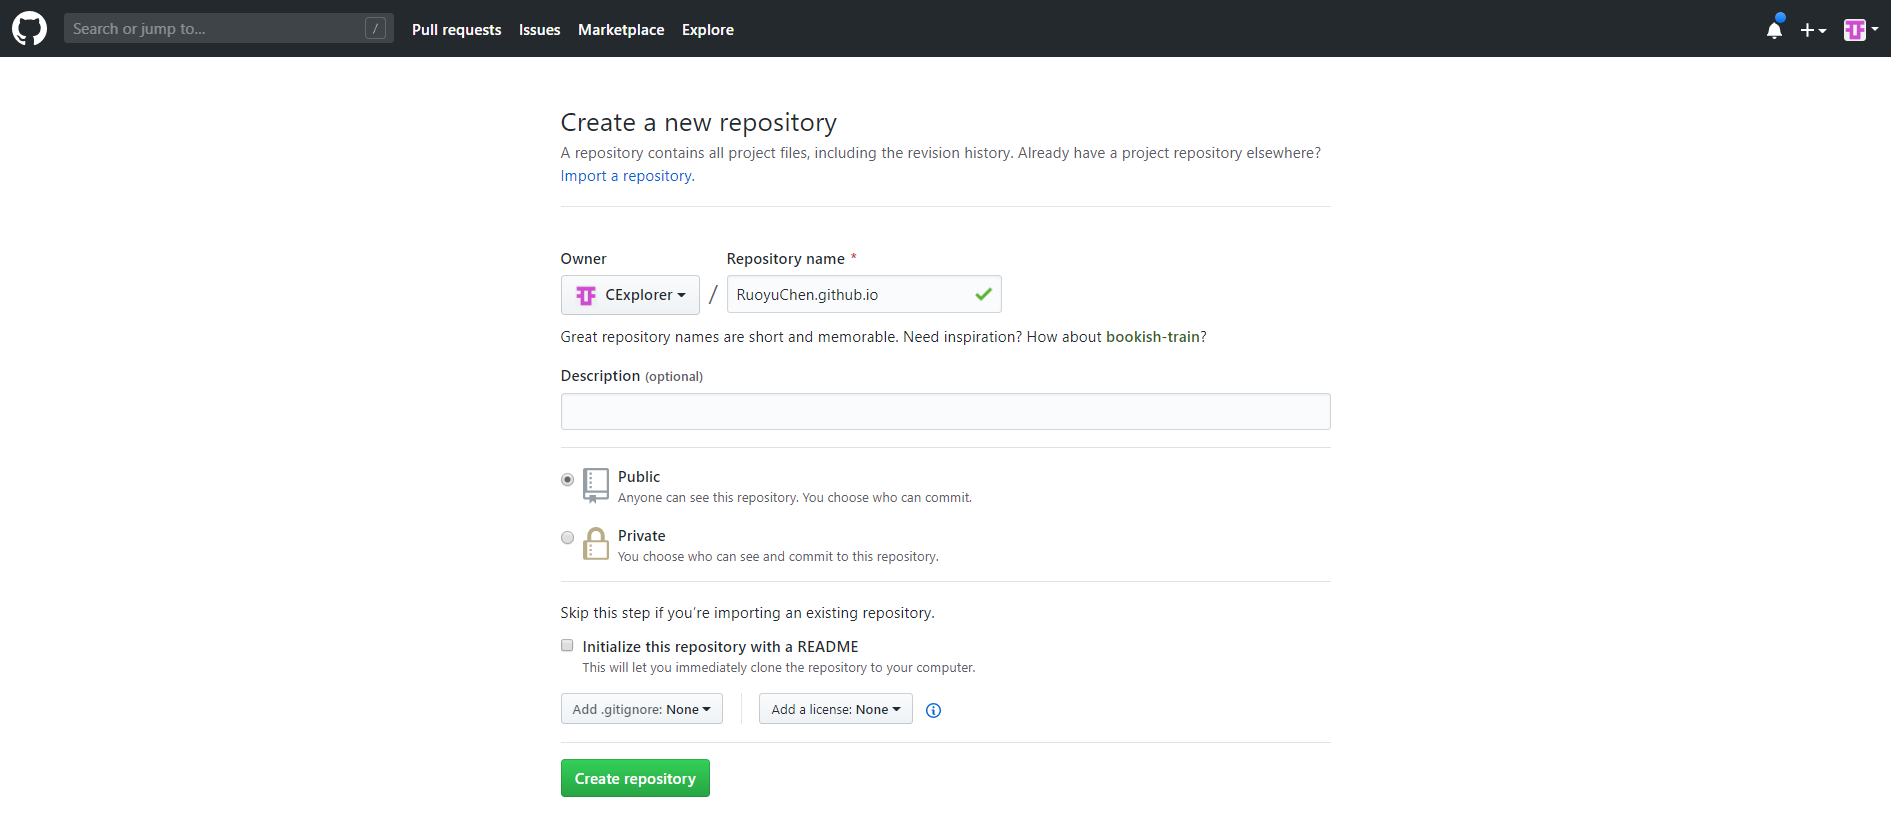 Search or jump to... / Pull requests Issues Marketplace Explore
Create a new repository
A repository contains all project files, including the revision history. Already have a project repository elsewhere?
Import a repository.
Owner Repository name *
CExplorer / RuoyuChen.github.io
Great repository names are short and memorable. Need inspiration? How about bookish-train?
Description (optional)
Public
Anyone can see this repository. You choose who can commit.
Private
You choose who can see and commit to this repository.
Skip this step if you’re importing an existing repository.
Initialize this repository with a README
This will let you immediately clone the repository to your computer.
Add .gitignore: None Add a license: None
Create repository